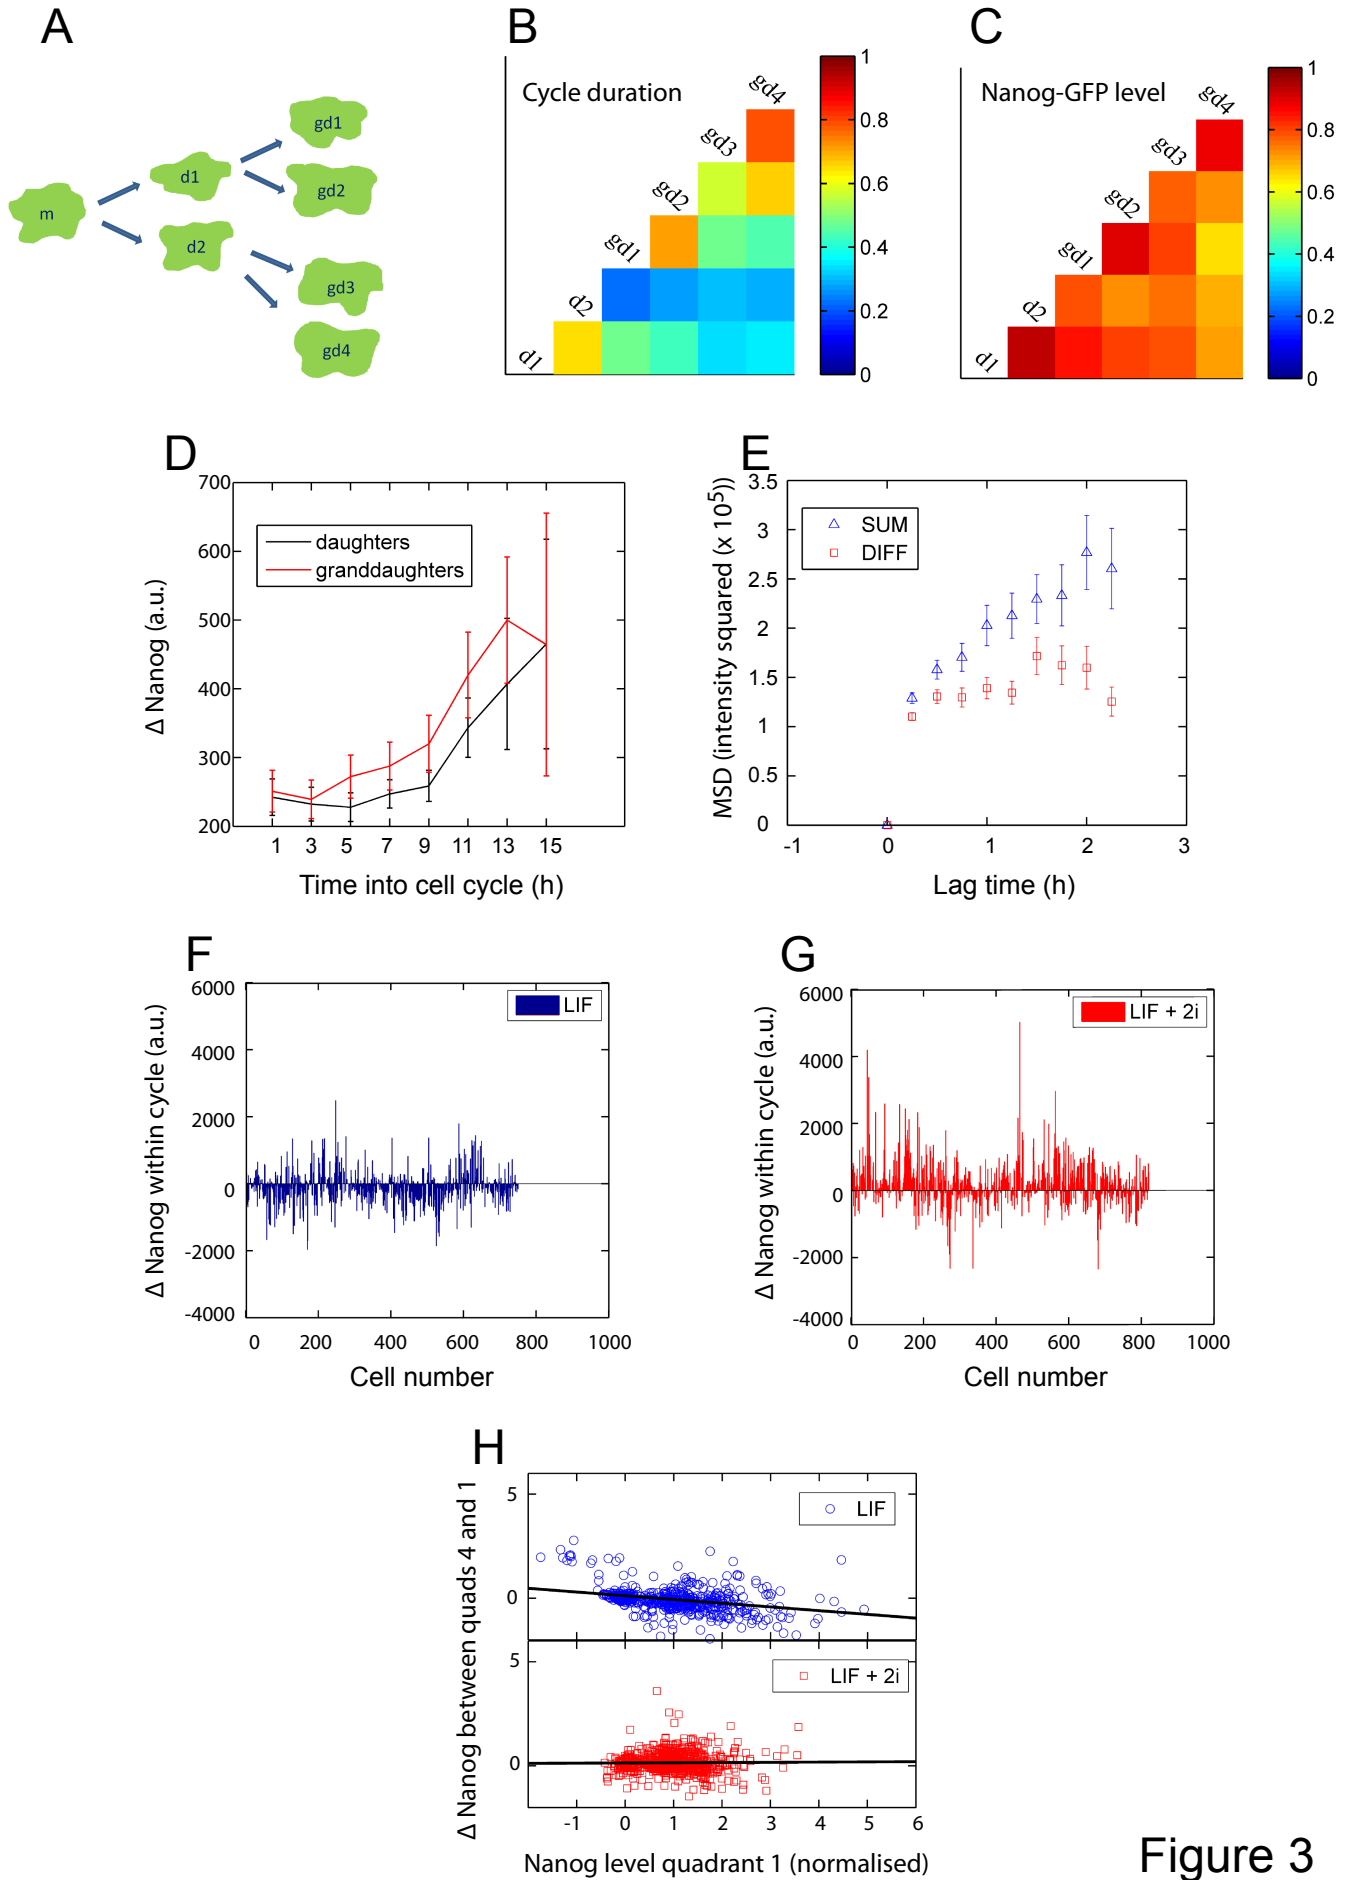 A
m
d1
d2
gd1
gd2
gd3
gd4
B
Cycle duration
d1
d2
gd1
gd2
gd3
gd4
1
0.8
0.6
0.4
0.2
0
C
Nanog-GFP level
d1
d2
gd1
gd2
gd3
gd4
1
0.8
0.6
0.4
0.2
0
D
Δ Nanog (a.u.)
700
600
500
400
300
200
daughters
granddaughters
1 3 5 7 9 11 13 15
Time into cell cycle (h)
E
MSD (intensity squared (x 10⁵))
3.5
3
2.5
2
1.5
1
0.5
0
SUM
DIFF
-1 0 1 2 3
Lag time (h)
F
Δ Nanog within cycle (a.u.)
6000
4000
2000
0
-2000
-4000
LIF
0 200 400 600 800 1000
Cell number
G
Δ Nanog within cycle (a.u.)
6000
4000
2000
0
-2000
-4000
LIF + 2i
0 200 400 600 800 1000
Cell number
H
Δ Nanog between quads 4 and 1
5
0
LIF
5
0
LIF + 2i
-1 0 1 2 3 4 5 6
Nanog level quadrant 1 (normalised)
Figure 3